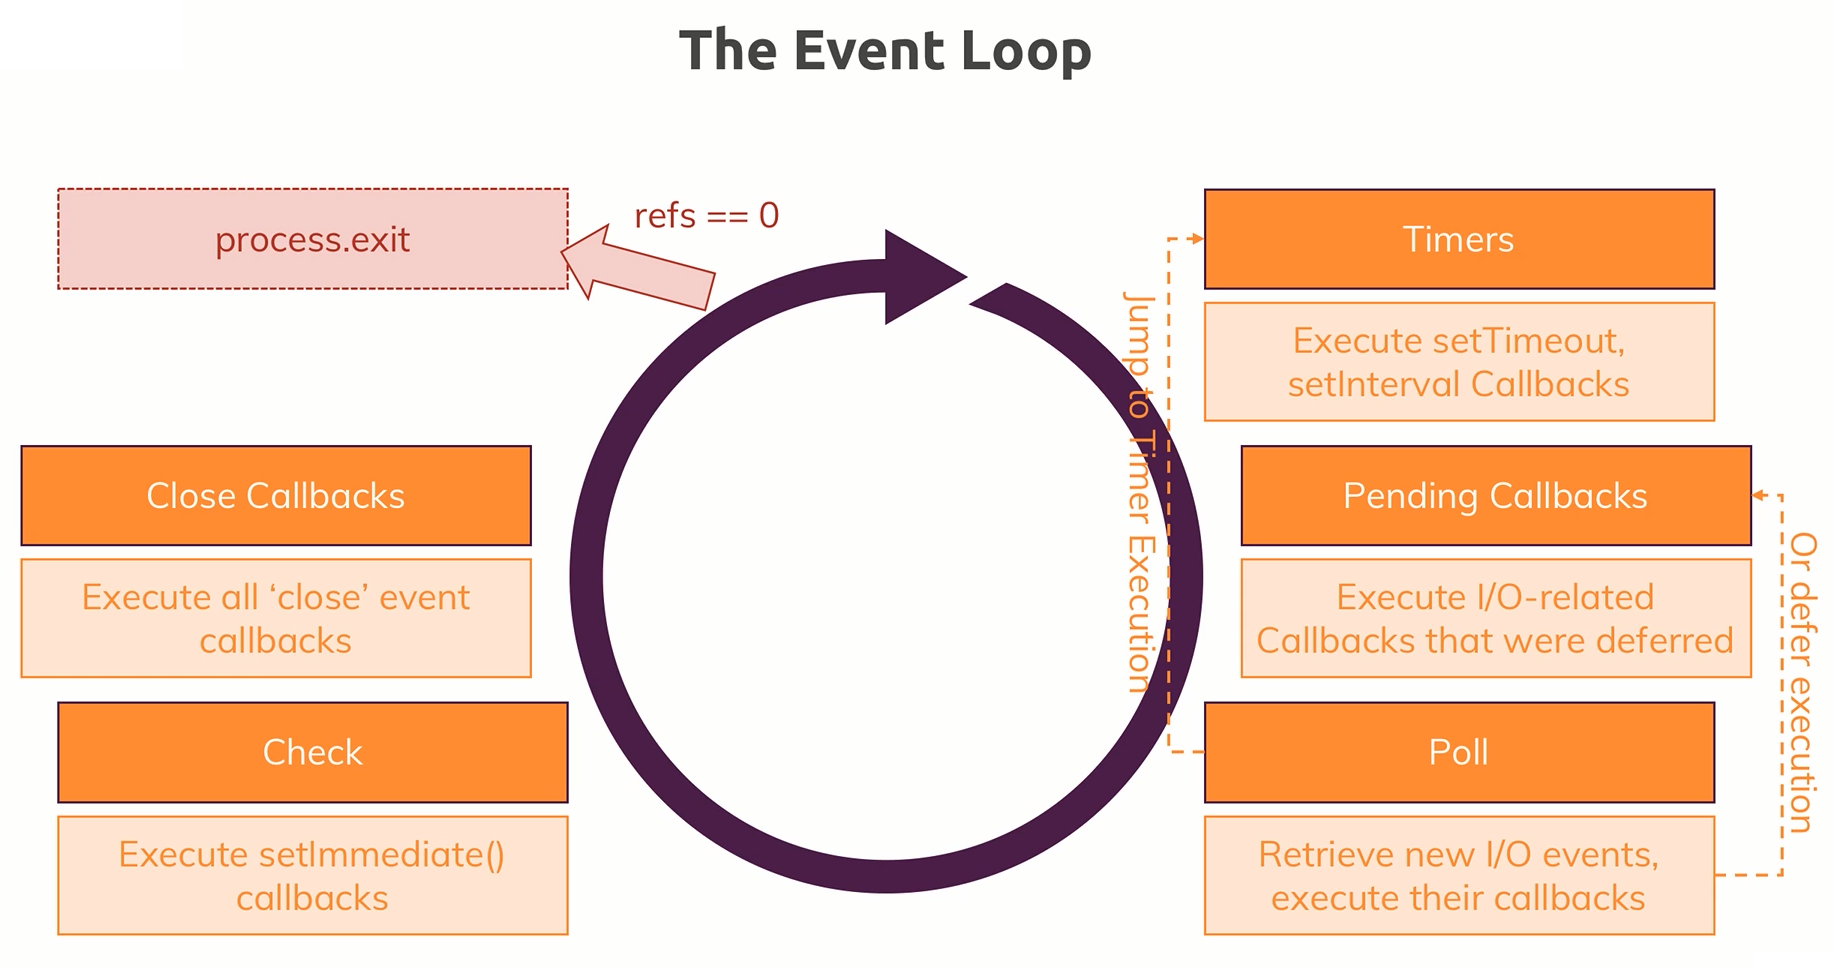 The Event Loop
process.exit
refs == 0
Timers
Execute setTimeout,
setInterval Callbacks
Jump to Timer Execution
Close Callbacks
Execute all ‘close’ event
callbacks
Pending Callbacks
Execute I/O-related
Callbacks that were deferred
Or defer execution
Check
Execute setImmediate()
callbacks
Poll
Retrieve new I/O events,
execute their callbacks